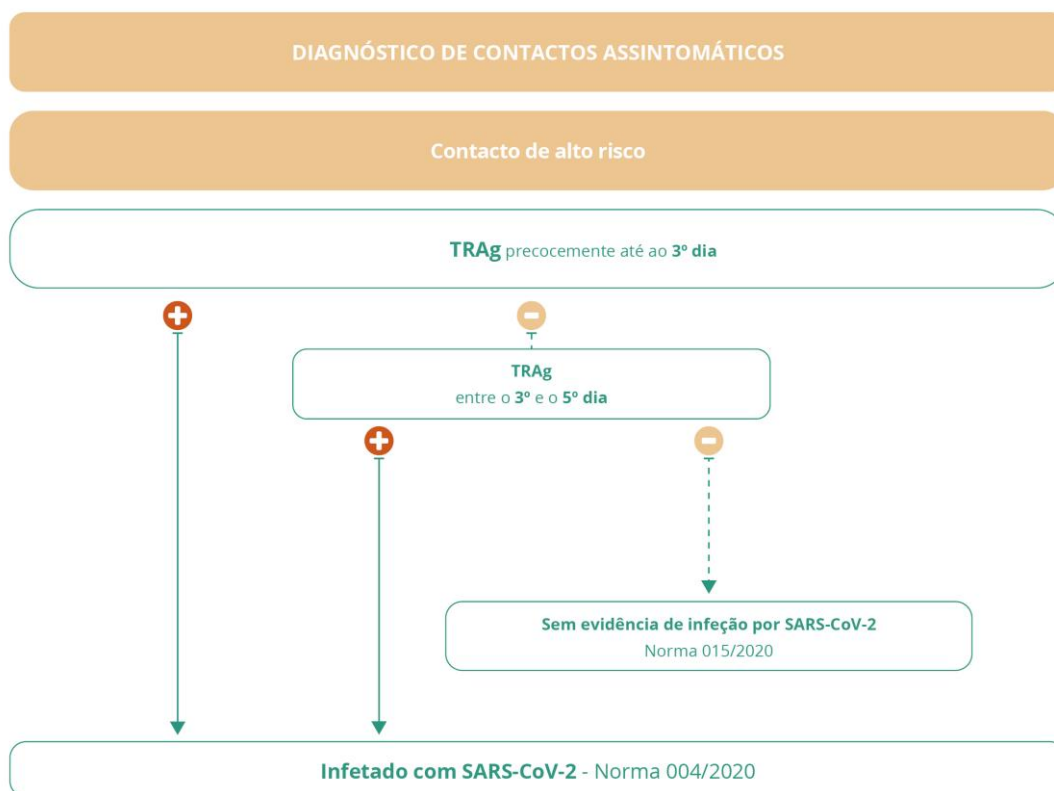 DIAGNÓSTICO DE CONTACTOS ASSINTOMÁTICOS
Contacto de alto risco
TRAg precocemente até ao 3º dia
TRAg
entre o 3º e o 5º dia
Sem evidência de infeção por SARS-CoV-2
Norma 015/2020
Infetado com SARS-CoV-2 - Norma 004/2020